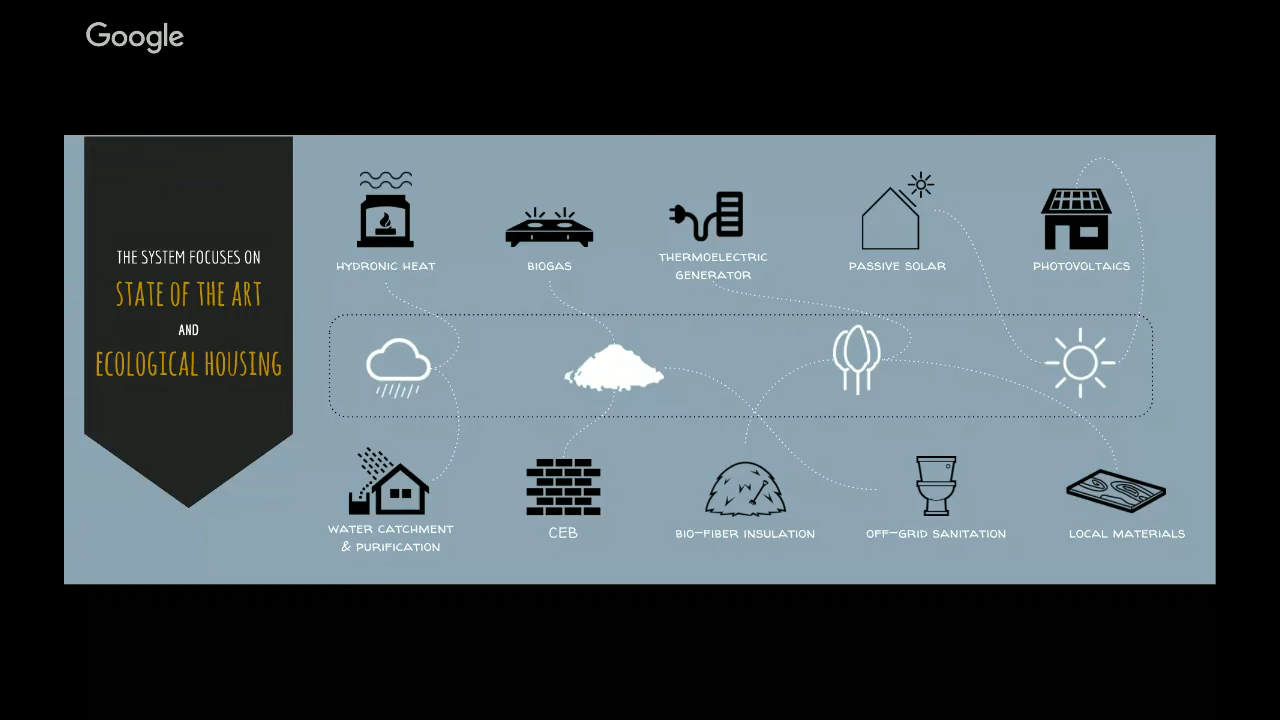 Google
THE SYSTEM FOCUSES ON
STATE OF THE ART
AND
ECOLOGICAL HOUSING
HYDRONIC HEAT
BIOGAS
THERMOELECTRIC
GENERATOR
PASSIVE SOLAR
PHOTOVOLTAICS
WATER CATCHMENT
& PURIFICATION
CEB
BIO-FIBER INSULATION
OFF-GRID SANITATION
LOCAL MATERIALS